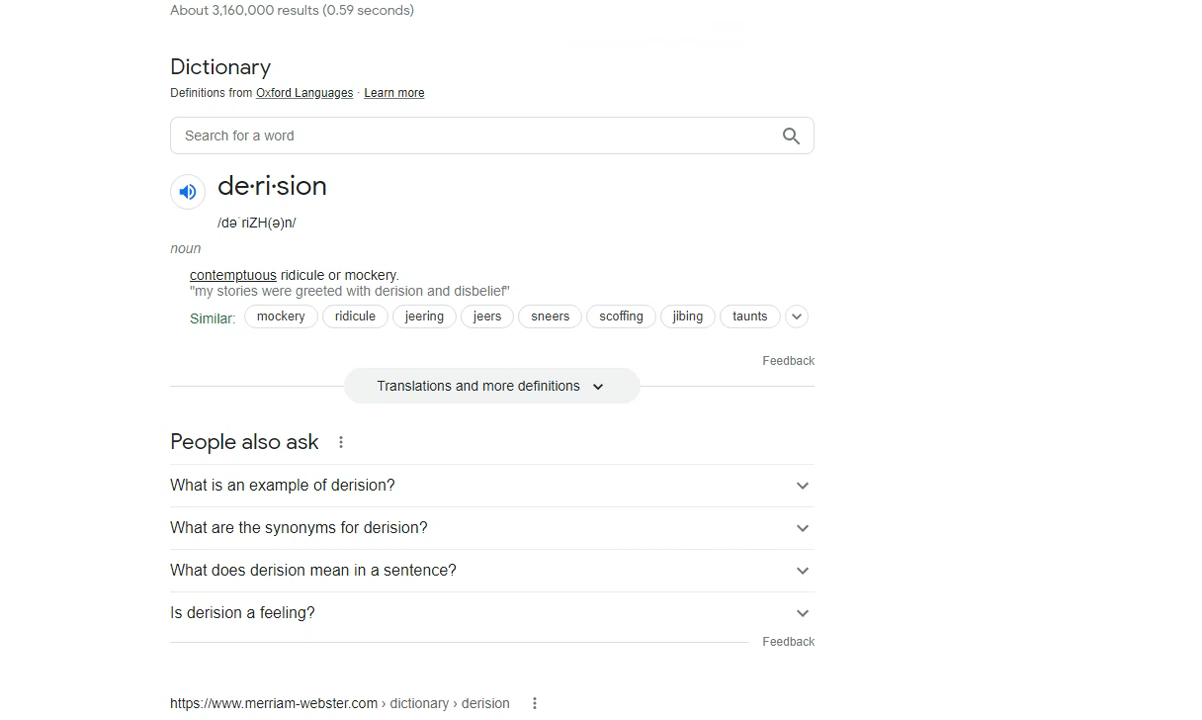 About 3,160,000 results (0.59 seconds)
Dictionary
Definitions from Oxford Languages · Learn more
Search for a word
de·ri·sion
/dəˈriZH(ə)n/
noun
contemptuous ridicule or mockery.
"my stories were greeted with derision and disbelief"
Similar: mockery ridicule jeering jeers sneers scoffing jibing taunts
Feedback
Translations and more definitions
People also ask
What is an example of derision?
What are the synonyms for derision?
What does derision mean in a sentence?
Is derision a feeling?
Feedback
https://www.merriam-webster.com › dictionary › derision